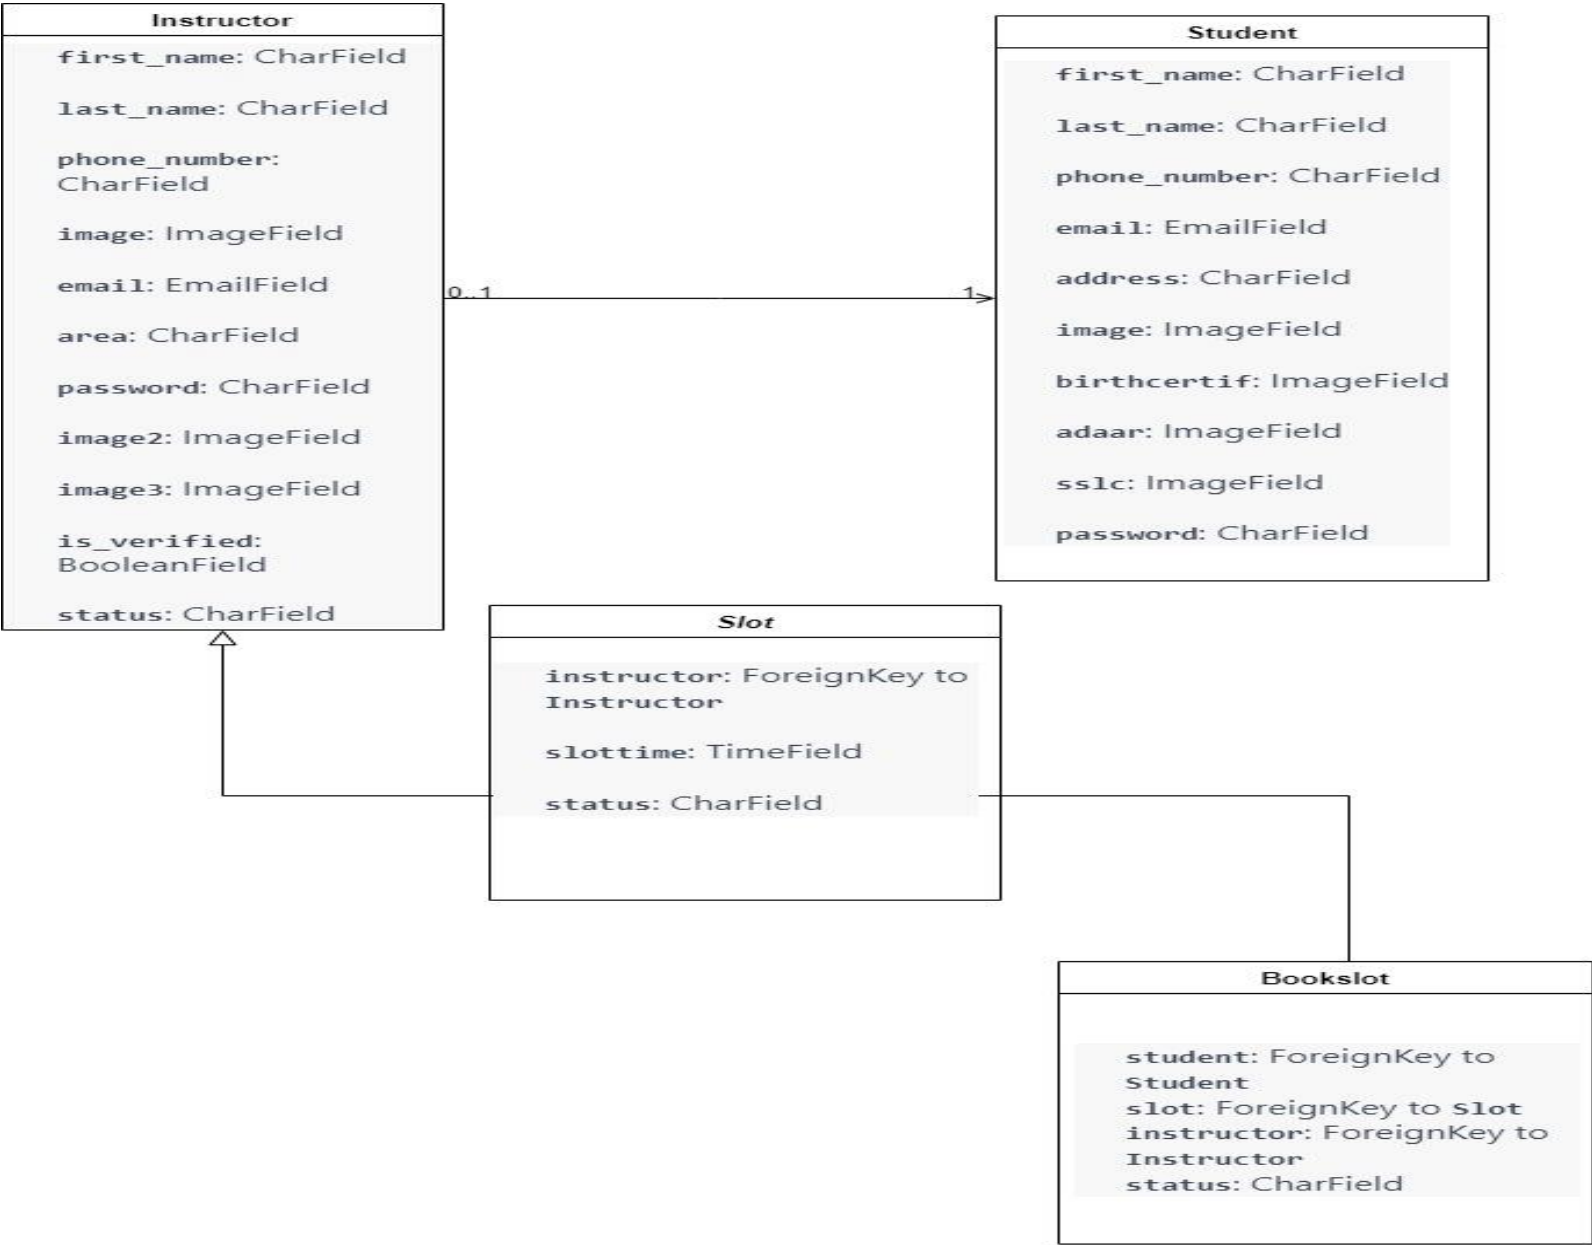 Instructor
first_name: CharField
last_name: CharField
phone_number:
CharField
image: ImageField
email: EmailField
area: CharField
password: CharField
image2: ImageField
image3: ImageField
is_verified:
BooleanField
status: CharField
0..1
1
Student
first_name: CharField
last_name: CharField
phone_number: CharField
email: EmailField
address: CharField
image: ImageField
birthcertif: ImageField
adaar: ImageField
sslc: ImageField
password: CharField
Slot
instructor: ForeignKey to
Instructor
slottime: TimeField
status: CharField
Bookslot
student: ForeignKey to
Student
slot: ForeignKey to Slot
instructor: ForeignKey to
Instructor
status: CharField